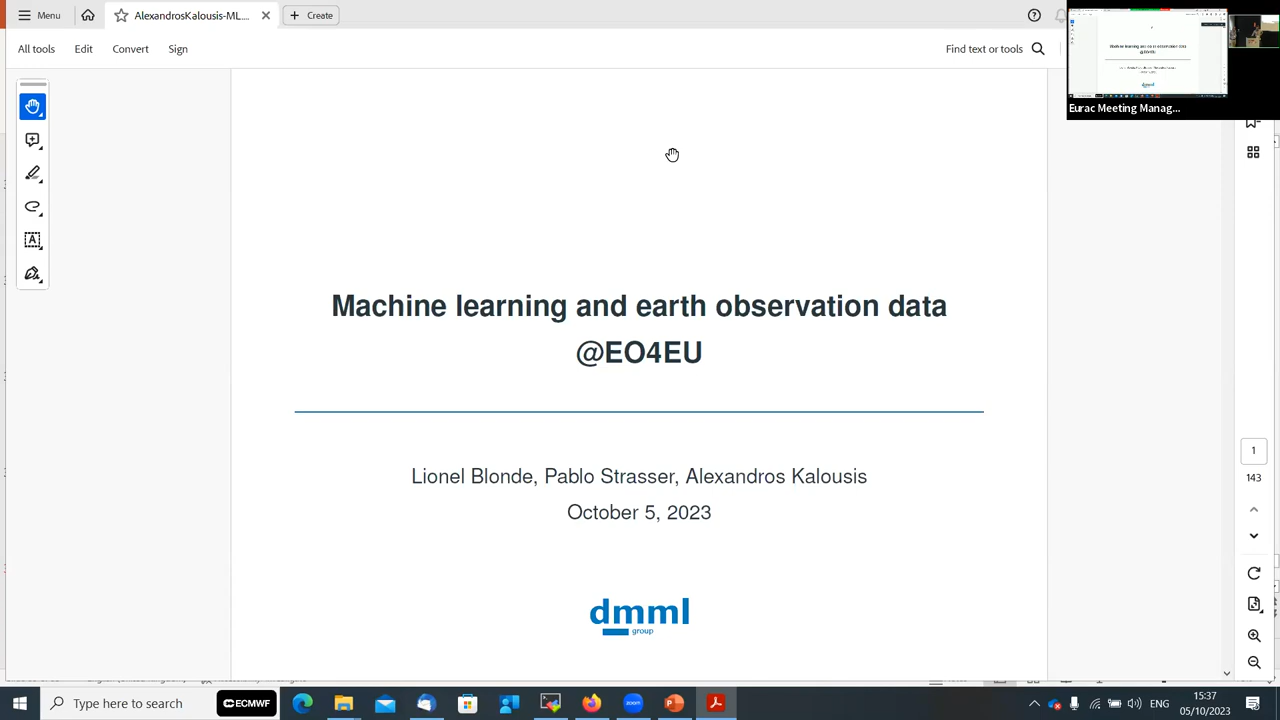 Menu
AlexandrosKalousis-ML...
Create
All tools
Edit
Convert
Sign
Find text or tools
Eurac Meeting Manag...
Machine learning and earth observation data
@EO4EU
Lionel Blonde, Pablo Strasser, Alexandros Kalousis
October 5, 2023
dmml
group
1
143
Type here to search
ECMWF
zoom
ENG
15:37
05/10/2023